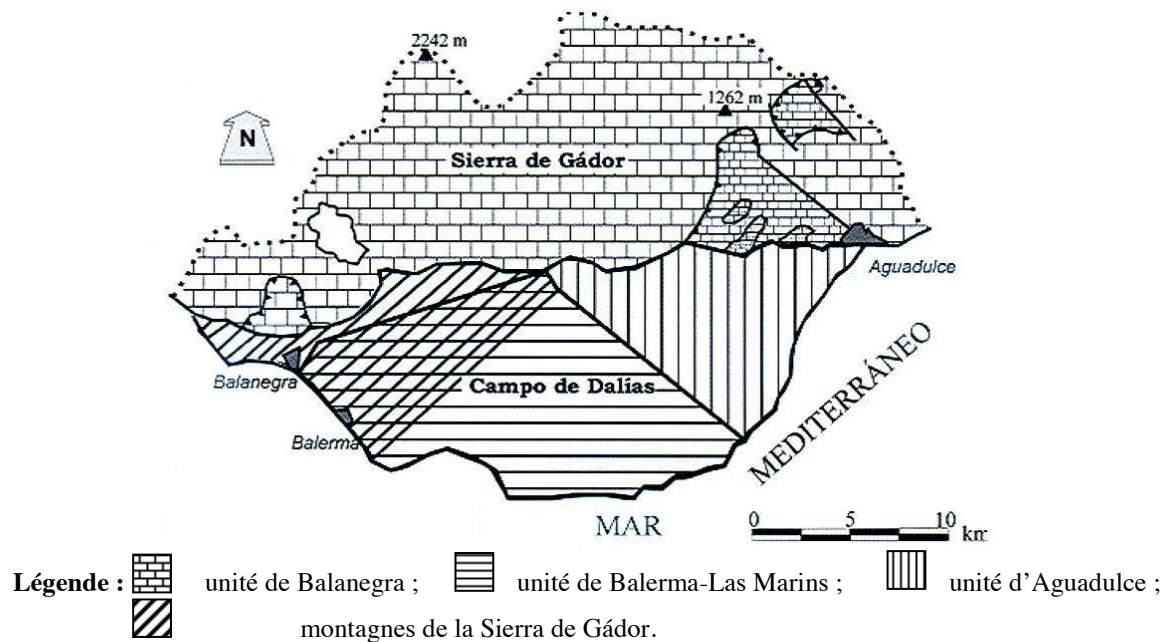 2242 m
1262 m
N
Sierra de Gádor
Aguadulce
Balanegra
Campo de Dalías
Balerma
MEDITERRÁNEO
MAR
0 5 10
km
Légende : unité de Balanegra ; unité de Balerma-Las Marins ; unité d’Aguadulce ;
montagnes de la Sierra de Gádor.